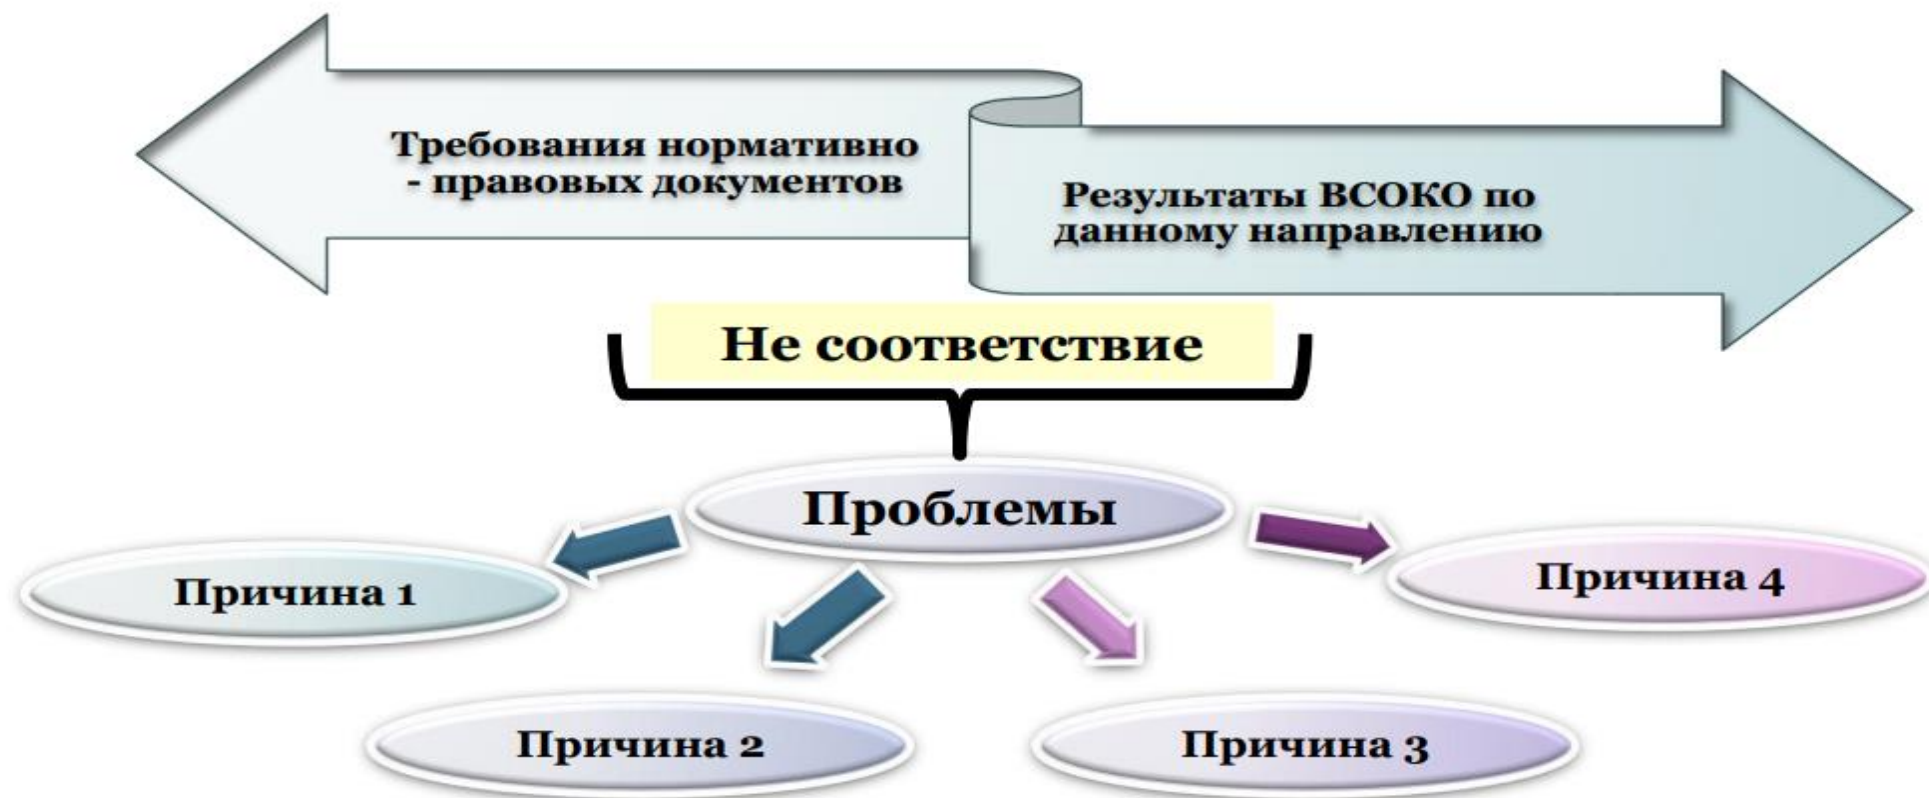 Требования нормативно
- правовых документов
Результаты ВСОКО по
данному направлению
Не соответствие
Проблемы
Причина 1
Причина 2
Причина 3
Причина 4